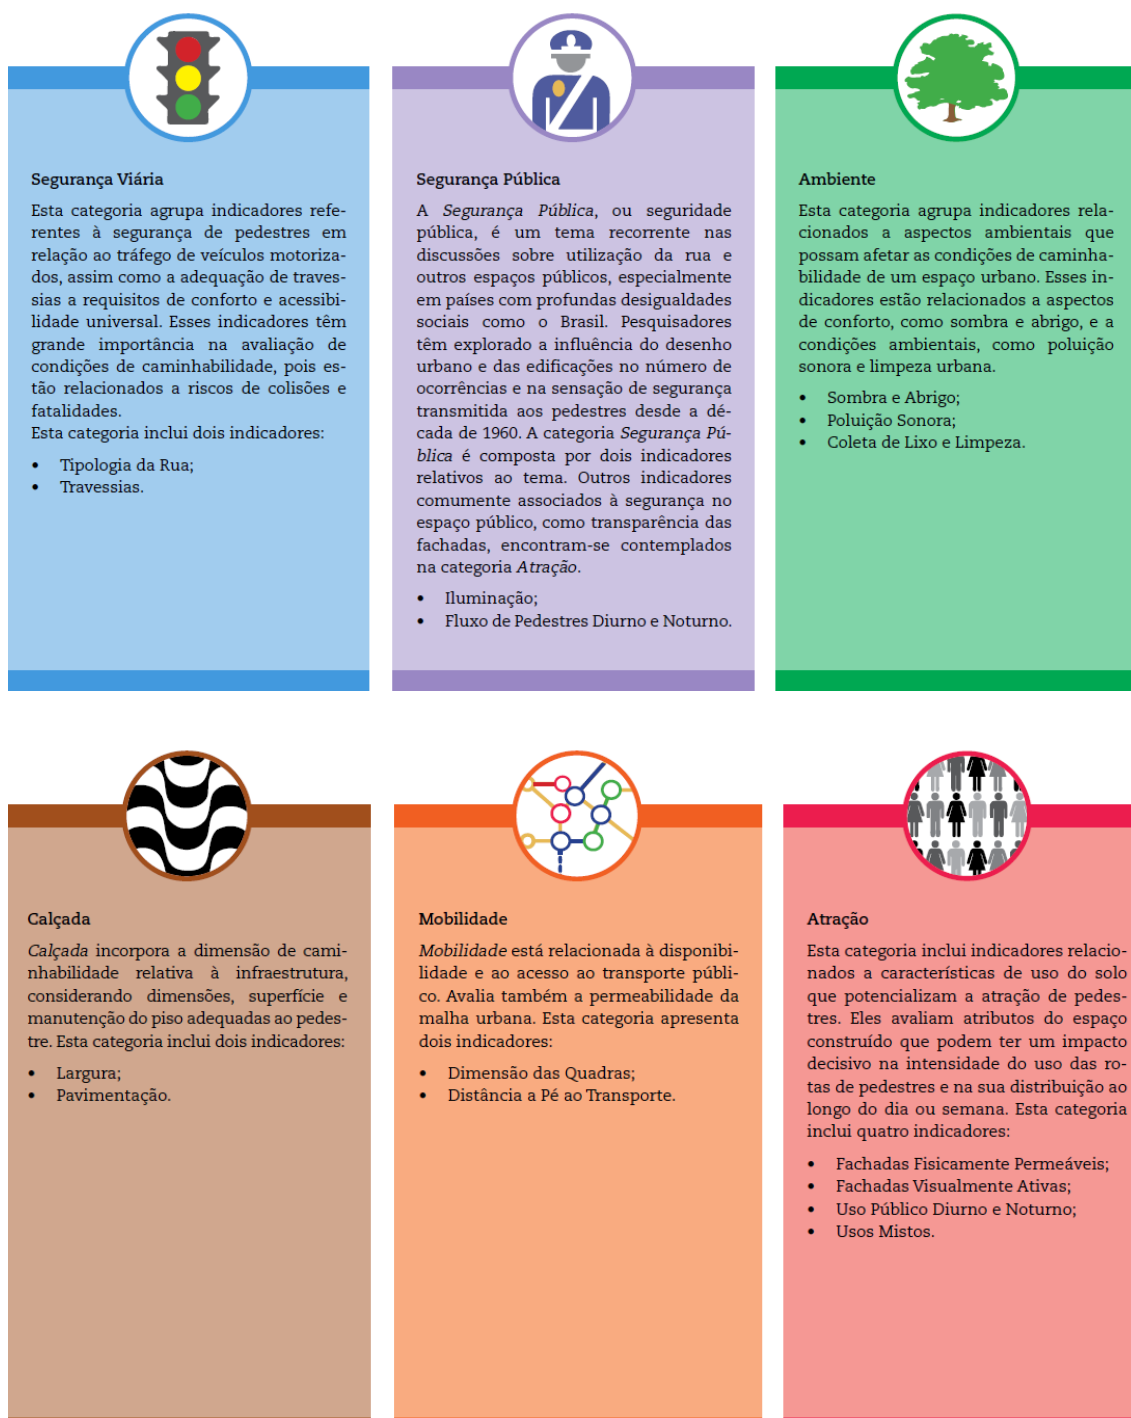 Segurança Viária
Esta categoria agrupa indicadores refe-
rentes à segurança de pedestres em
relação ao tráfego de veículos motoriza-
dos, assim como a adequação de traves-
sias a requisitos de conforto e acessibi-
lidade universal. Esses indicadores têm
grande importância na avaliação de
condições de caminhabilidade, pois es-
tão relacionados a riscos de colisões e
fatalidades.
Esta categoria inclui dois indicadores:
• Tipologia da Rua;
• Travessias.
Segurança Pública
A Segurança Pública, ou seguridade
pública, é um tema recorrente nas
discussões sobre utilização da rua e
outros espaços públicos, especialmente
em países com profundas desigualdades
sociais como o Brasil. Pesquisadores
têm explorado a influência do desenho
urbano e das edificações no número de
ocorrências e na sensação de segurança
transmitida aos pedestres desde a dé-
cada de 1960. A categoria Segurança Pú-
blica é composta por dois indicadores
relativos ao tema. Outros indicadores
comumente associados à segurança no
espaço público, como transparência das
fachadas, encontram-se contemplados
na categoria Atração.
• Iluminação;
• Fluxo de Pedestres Diurno e Noturno.
Ambiente
Esta categoria agrupa indicadores rela-
cionados a aspectos ambientais que
possam afetar as condições de caminha-
bilidade de um espaço urbano. Esses in-
dicadores estão relacionados a aspectos
de conforto, como sombra e abrigo, e a
condições ambientais, como poluição
sonora e limpeza urbana.
• Sombra e Abrigo;
• Poluição Sonora;
• Coleta de Lixo e Limpeza.
Calçada
Calçada incorpora a dimensão de cami-
nhabilidade relativa à infraestrutura,
considerando dimensões, superfície e
manutenção do piso adequadas ao pedes-
tre. Esta categoria inclui dois indicadores:
• Largura;
• Pavimentação.
Mobilidade
Mobilidade está relacionada à disponibi-
lidade e ao acesso ao transporte públi-
co. Avalia também a permeabilidade da
malha urbana. Esta categoria apresenta
dois indicadores:
• Dimensão das Quadras;
• Distância a Pé ao Transporte.
Atração
Esta categoria inclui indicadores relacio-
nados a características de uso do solo
que potencializam a atração de pedes-
tres. Eles avaliam atributos do espaço
construído que podem ter um impacto
decisivo na intensidade do uso das ro-
tas de pedestres e na sua distribuição ao
longo do dia ou semana. Esta categoria
inclui quatro indicadores:
• Fachadas Fisicamente Permeáveis;
• Fachadas Visualmente Ativas;
• Uso Público Diurno e Noturno;
• Usos Mistos.